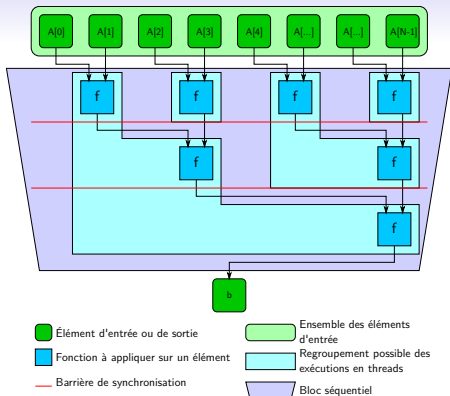 A[0] A[1] A[2] A[3] A[4] A[...] A[...] A[N-1]
f f f f
f f
f
b
Élément d'entrée ou de sortie
Fonction à appliquer sur un élément
Barrière de synchronisation
Ensemble des éléments
d'entrée
Regroupement possible des
exécutions en threads
Bloc séquentiel